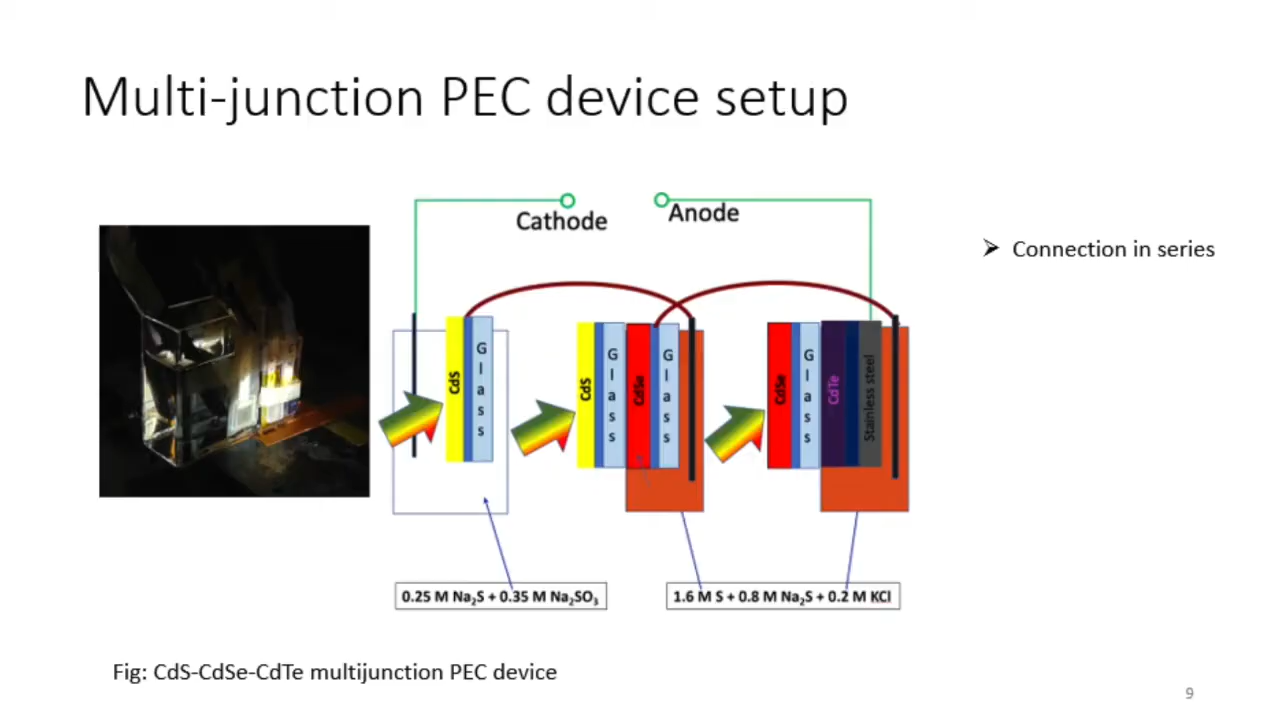 Multi-junction PEC device setup
Cathode
Anode
➢ Connection in series
CdS
Glass
CdS
Glass
CdSe
Glass
CdSe
Glass
CdTe
Stainless steel
0.25 M Na₂S + 0.35 M Na₂SO₃
1.6 M S + 0.8 M Na₂S + 0.2 M KCl
Fig: CdS-CdSe-CdTe multijunction PEC device
9